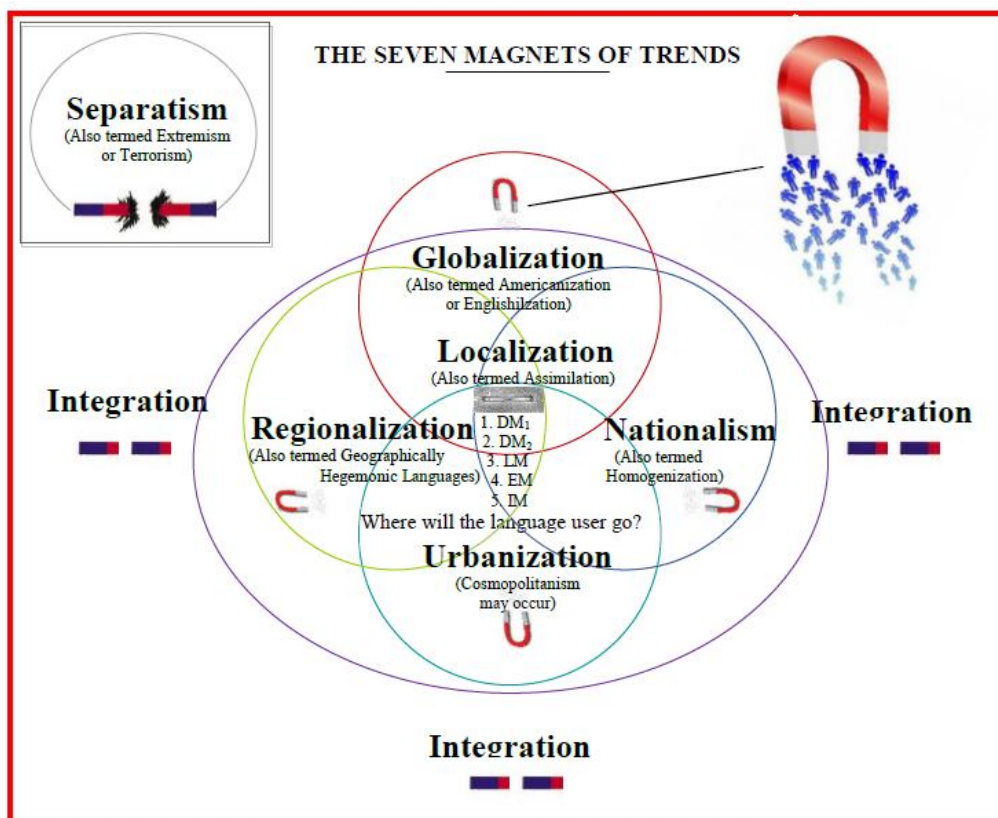 THE SEVEN MAGNETS OF TRENDS
Separatism
(Also termed Extremism
or Terrorism)
Globalization
(Also termed Americanization
or Englishilzation)
Localization
(Also termed Assimilation)
Integration
Integration
Regionalization
(Also termed Geographically
Hegemonic Languages)
Nationalism
(Also termed
Homogenization)
1. DM₁
2. DM₂
3. LM
4. EM
5. IM
Where will the language user go?
Urbanization
(Cosmopolitanism
may occur)
Integration